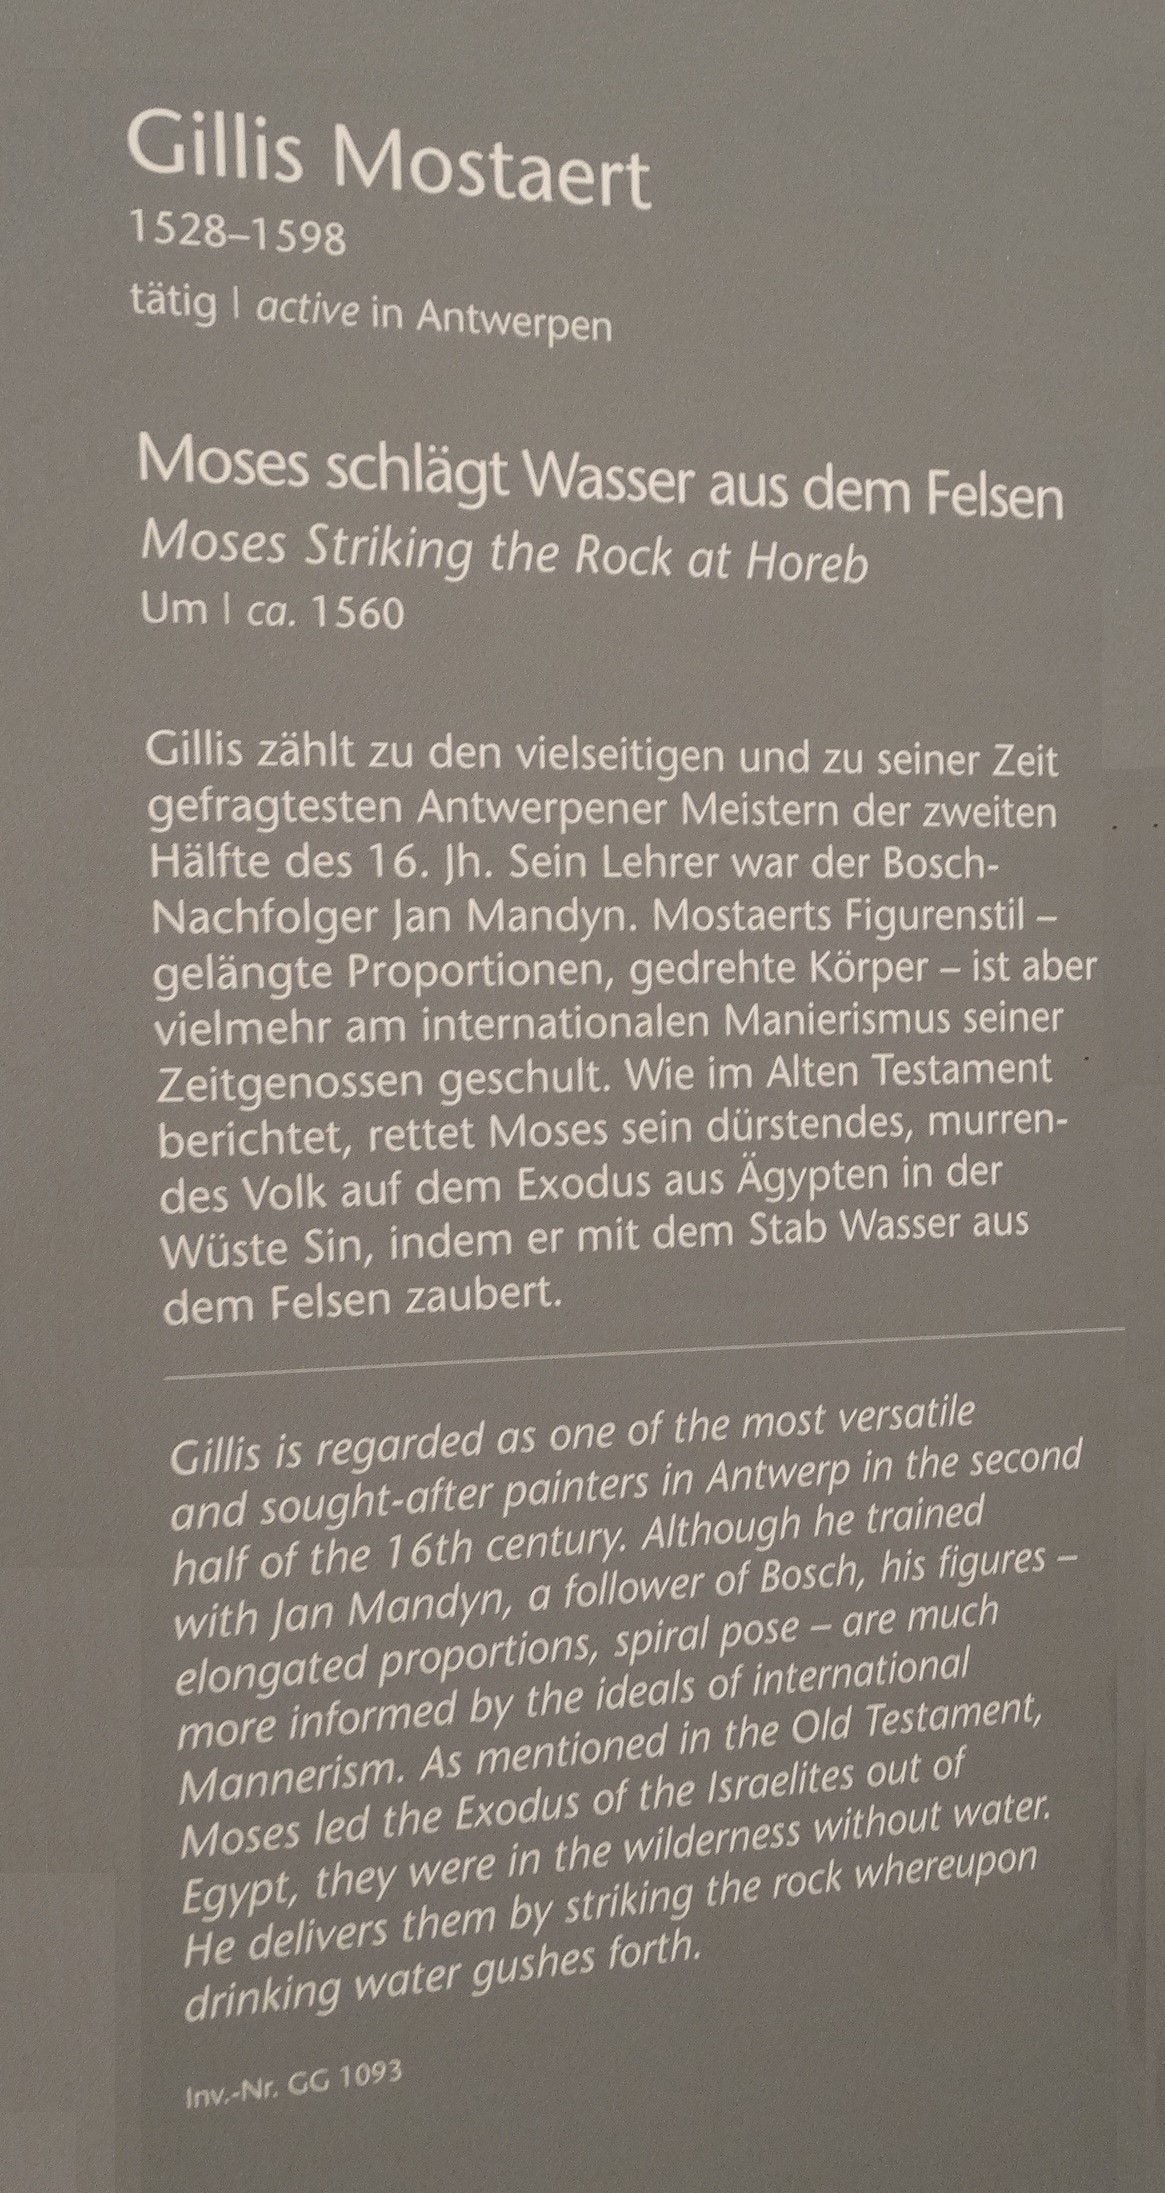 Gillis Mostaert
1528–1598
tätig | active in Antwerpen
Moses schlägt Wasser aus dem Felsen
Moses Striking the Rock at Horeb
Um | ca. 1560
Gillis zählt zu den vielseitigen und zu seiner Zeit
gefragtesten Antwerpener Meistern der zweiten
Hälfte des 16. Jh. Sein Lehrer war der Bosch-
Nachfolger Jan Mandyn. Mostaerts Figurenstil –
gelängte Proportionen, gedrehte Körper – ist aber
vielmehr am internationalen Manierismus seiner
Zeitgenossen geschult. Wie im Alten Testament
berichtet, rettet Moses sein dürstendes, murren-
des Volk auf dem Exodus aus Ägypten in der
Wüste Sin, indem er mit dem Stab Wasser aus
dem Felsen zaubert.
Gillis is regarded as one of the most versatile
and sought-after painters in Antwerp in the second
half of the 16th century. Although he trained
with Jan Mandyn, a follower of Bosch, his figures –
elongated proportions, spiral pose – are much
more informed by the ideals of international
Mannerism. As mentioned in the Old Testament,
Moses led the Exodus of the Israelites out of
Egypt, they were in the wilderness without water.
He delivers them by striking the rock whereupon
drinking water gushes forth.
Inv.-Nr. GG 1093